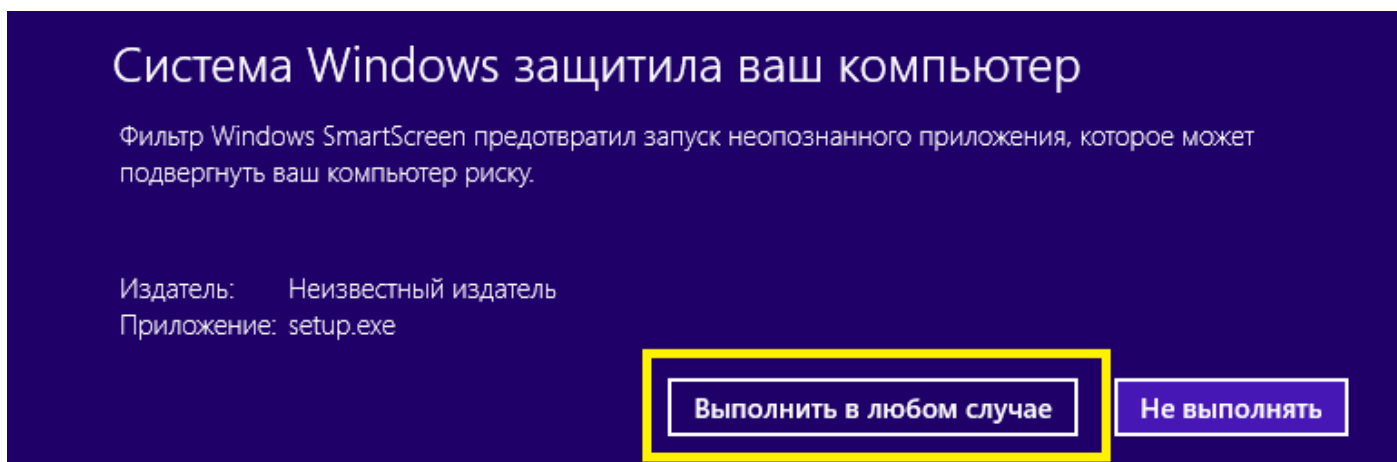 Система Windows защитила ваш компьютер
Фильтр Windows SmartScreen предотвратил запуск неопознанного приложения, которое может
подвергнуть ваш компьютер риску.
Издатель: Неизвестный издатель
Приложение: setup.exe
Выполнить в любом случае Не выполнять